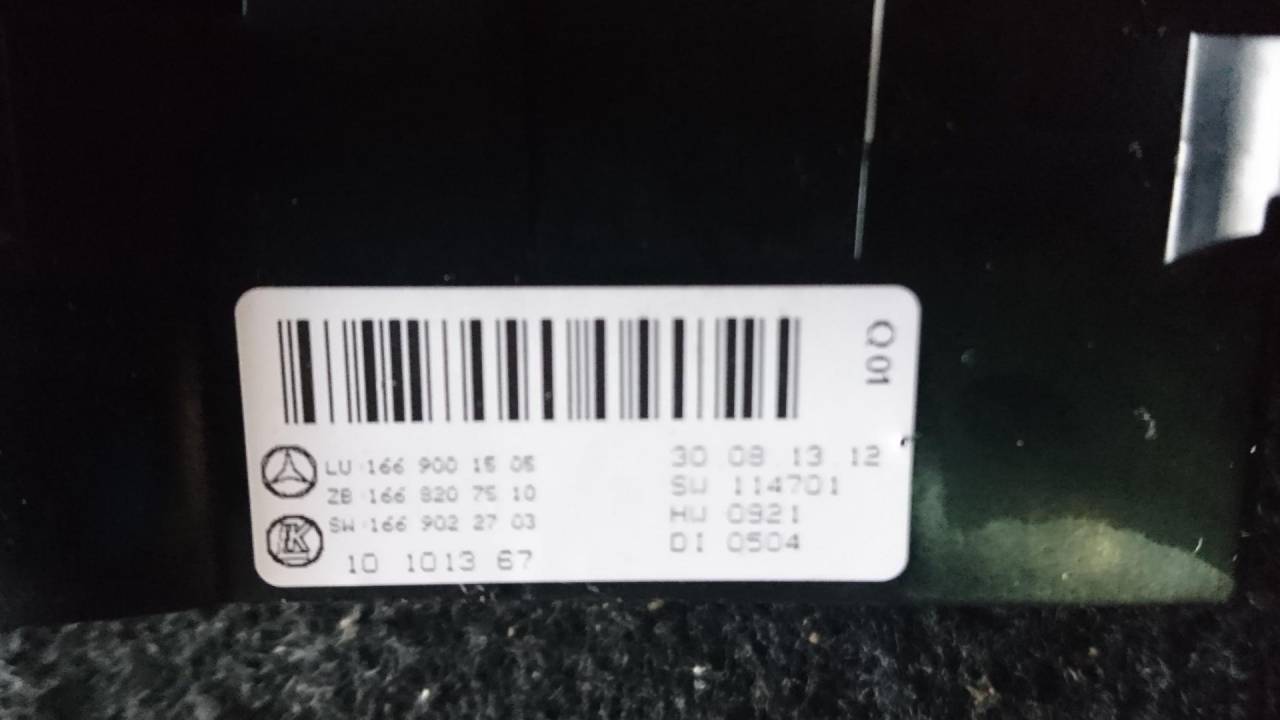 Q01
LU 166 900 15 05
ZB 166 820 75 10
SW 166 902 27 03
10 1013 67
30 08 13 12
SW 114701
HW 0921
DI 0504